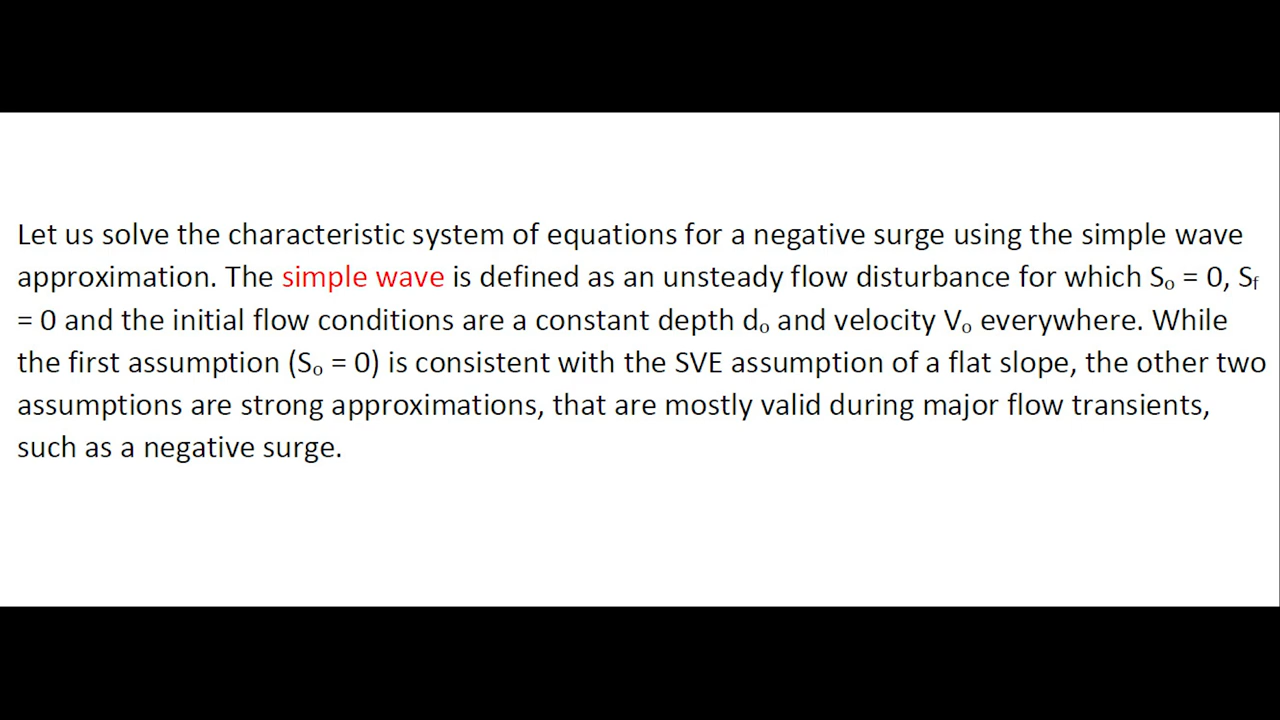 Let us solve the characteristic system of equations for a negative surge using the simple wave
approximation. The simple wave is defined as an unsteady flow disturbance for which Sₒ = 0, Sf
= 0 and the initial flow conditions are a constant depth dₒ and velocity Vₒ everywhere. While
the first assumption (Sₒ = 0) is consistent with the SVE assumption of a flat slope, the other two
assumptions are strong approximations, that are mostly valid during major flow transients,
such as a negative surge.